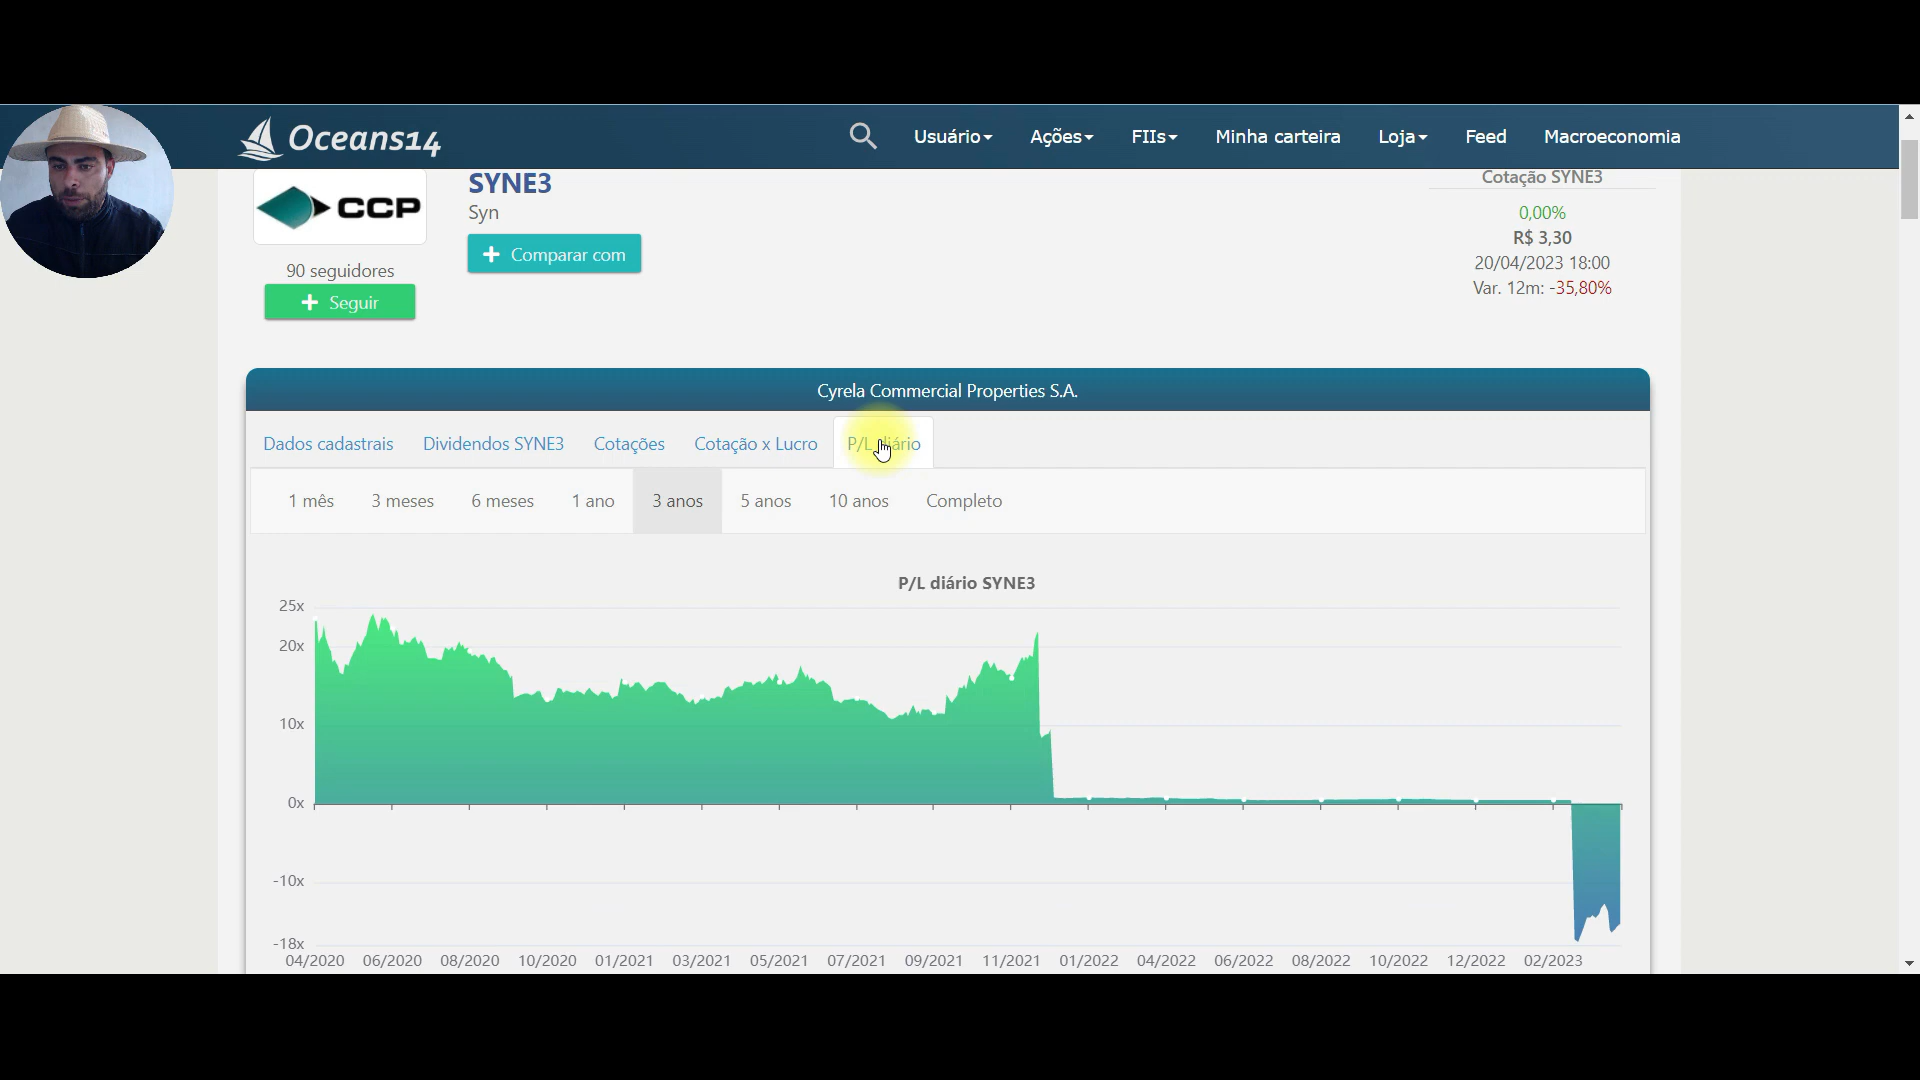 Oceans14
Usuário
Ações
FIIs
Minha carteira
Loja
Feed
Macroeconomia
CCP
SYNE3
Syn
+ Comparar com
90 seguidores
+ Seguir
Cotação SYNE3
0,00%
R$ 3,30
20/04/2023 18:00
Var. 12m: -35,80%
Cyrela Commercial Properties S.A.
Dados cadastrais
Dividendos SYNE3
Cotações
Cotação x Lucro
P/L diário
1 mês
3 meses
6 meses
1 ano
3 anos
5 anos
10 anos
Completo
P/L diário SYNE3
25x
20x
10x
0x
-10x
-18x
04/2020 06/2020 08/2020 10/2020 01/2021 03/2021 05/2021 07/2021 09/2021 11/2021 01/2022 04/2022 06/2022 08/2022 10/2022 12/2022 02/2023